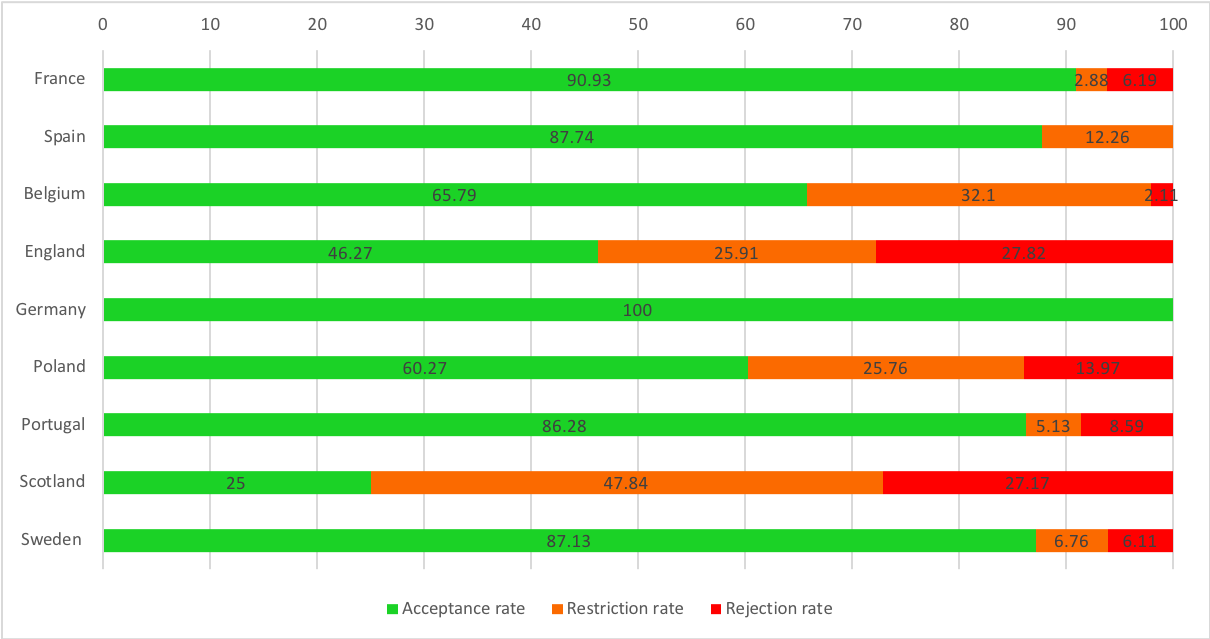 0 10 20 30 40 50 60 70 80 90 100
France 90.93 2.88 6.19
Spain 87.74 12.26
Belgium 65.79 32.1 2.11
England 46.27 25.91 27.82
Germany 100
Poland 60.27 25.76 13.97
Portugal 86.28 5.13 8.59
Scotland 25 47.84 27.17
Sweden 87.13 6.76 6.11
Acceptance rate Restriction rate Rejection rate